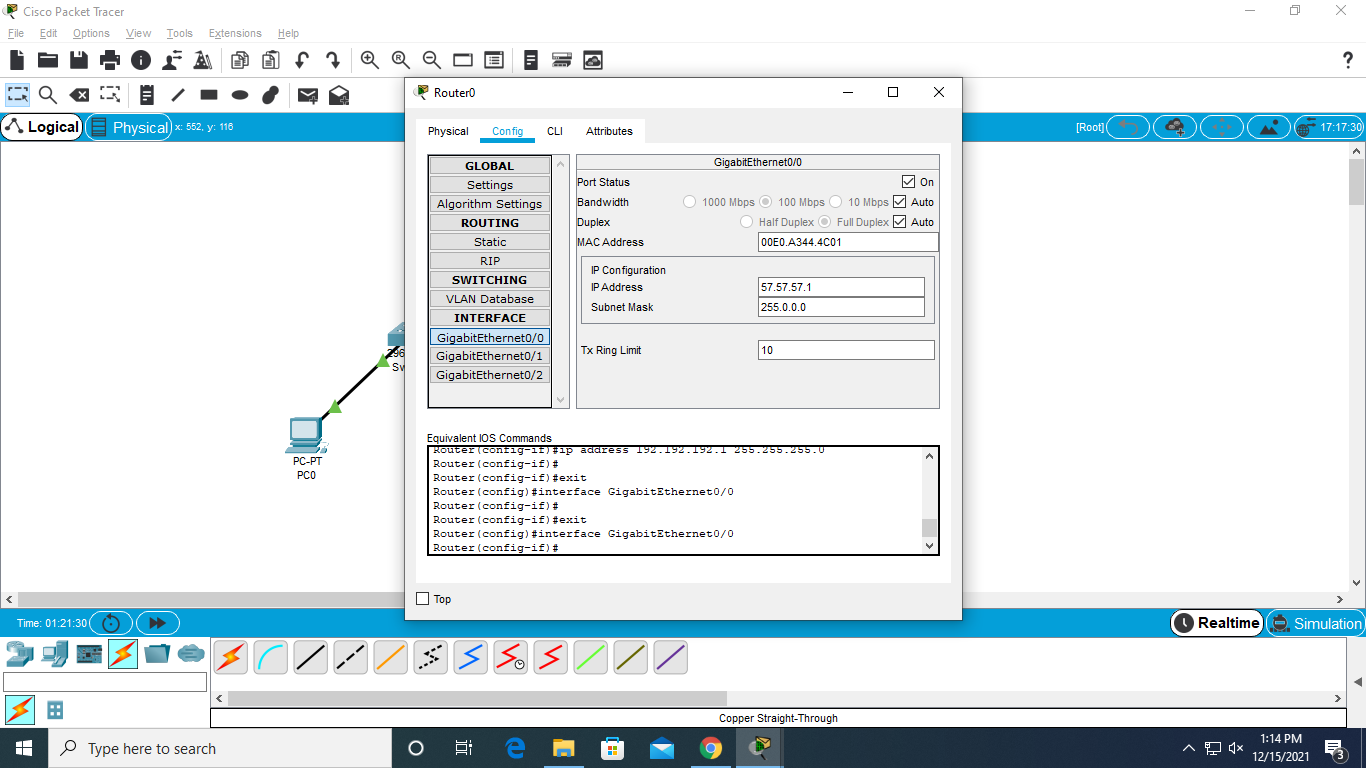 Cisco Packet Tracer
File Edit Options View Tools Extensions Help
?
Router0
Logical
Physical
x: 552, y: 116
[Root]
17:17:30
Physical Config CLI Attributes
GLOBAL
Settings
Algorithm Settings
ROUTING
Static
RIP
SWITCHING
VLAN Database
INTERFACE
GigabitEthernet0/0
GigabitEthernet0/1
GigabitEthernet0/2
GigabitEthernet0/0
Port Status On
Bandwidth 1000 Mbps 100 Mbps 10 Mbps Auto
Duplex Half Duplex Full Duplex Auto
MAC Address 00E0.A344.4C01
IP Configuration
IP Address 57.57.57.1
Subnet Mask 255.0.0.0
Tx Ring Limit 10
296
Sw
PC-PT
PC0
Equivalent IOS Commands
Router(config-if)#ip address 192.192.192.1 255.255.255.0
Router(config-if)#
Router(config-if)#exit
Router(config)#interface GigabitEthernet0/0
Router(config-if)#
Router(config-if)#exit
Router(config)#interface GigabitEthernet0/0
Router(config-if)#
Top
Time: 01:21:30
Realtime
Simulation
Copper Straight-Through
Type here to search
1:14 PM
12/15/2021
3